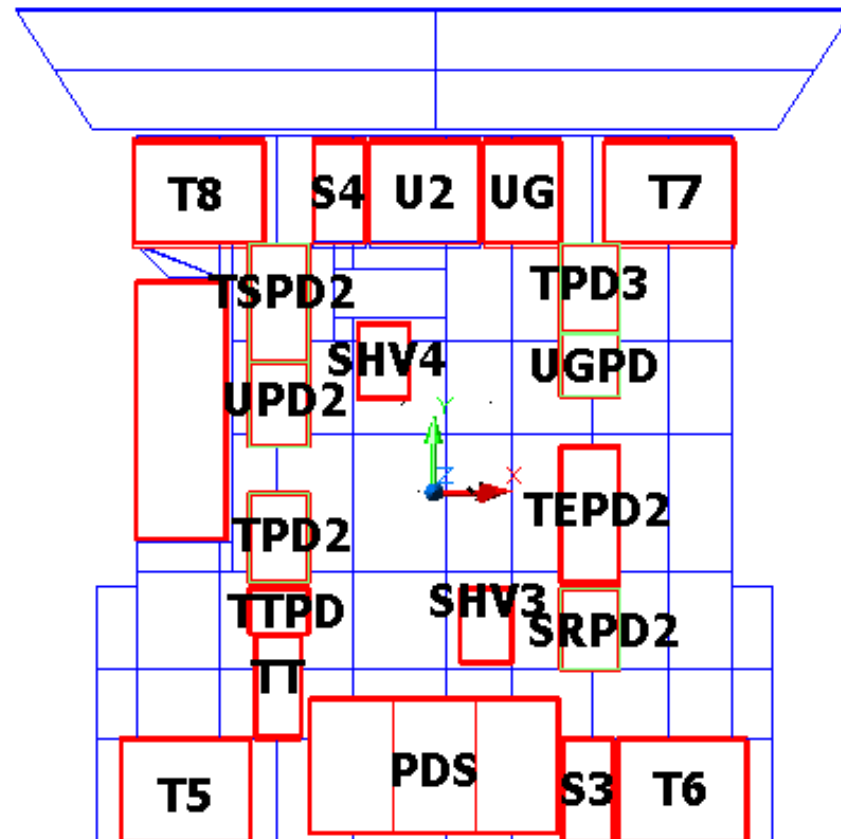 T8 S4 U2 UG T7
TSPD2 TPD3
SHV4 UGPD
UPD2
Y
Z X
TEPD2
TPD2
SHV3
TTPD
SRPD2
TT
PDS
T5 S3 T6